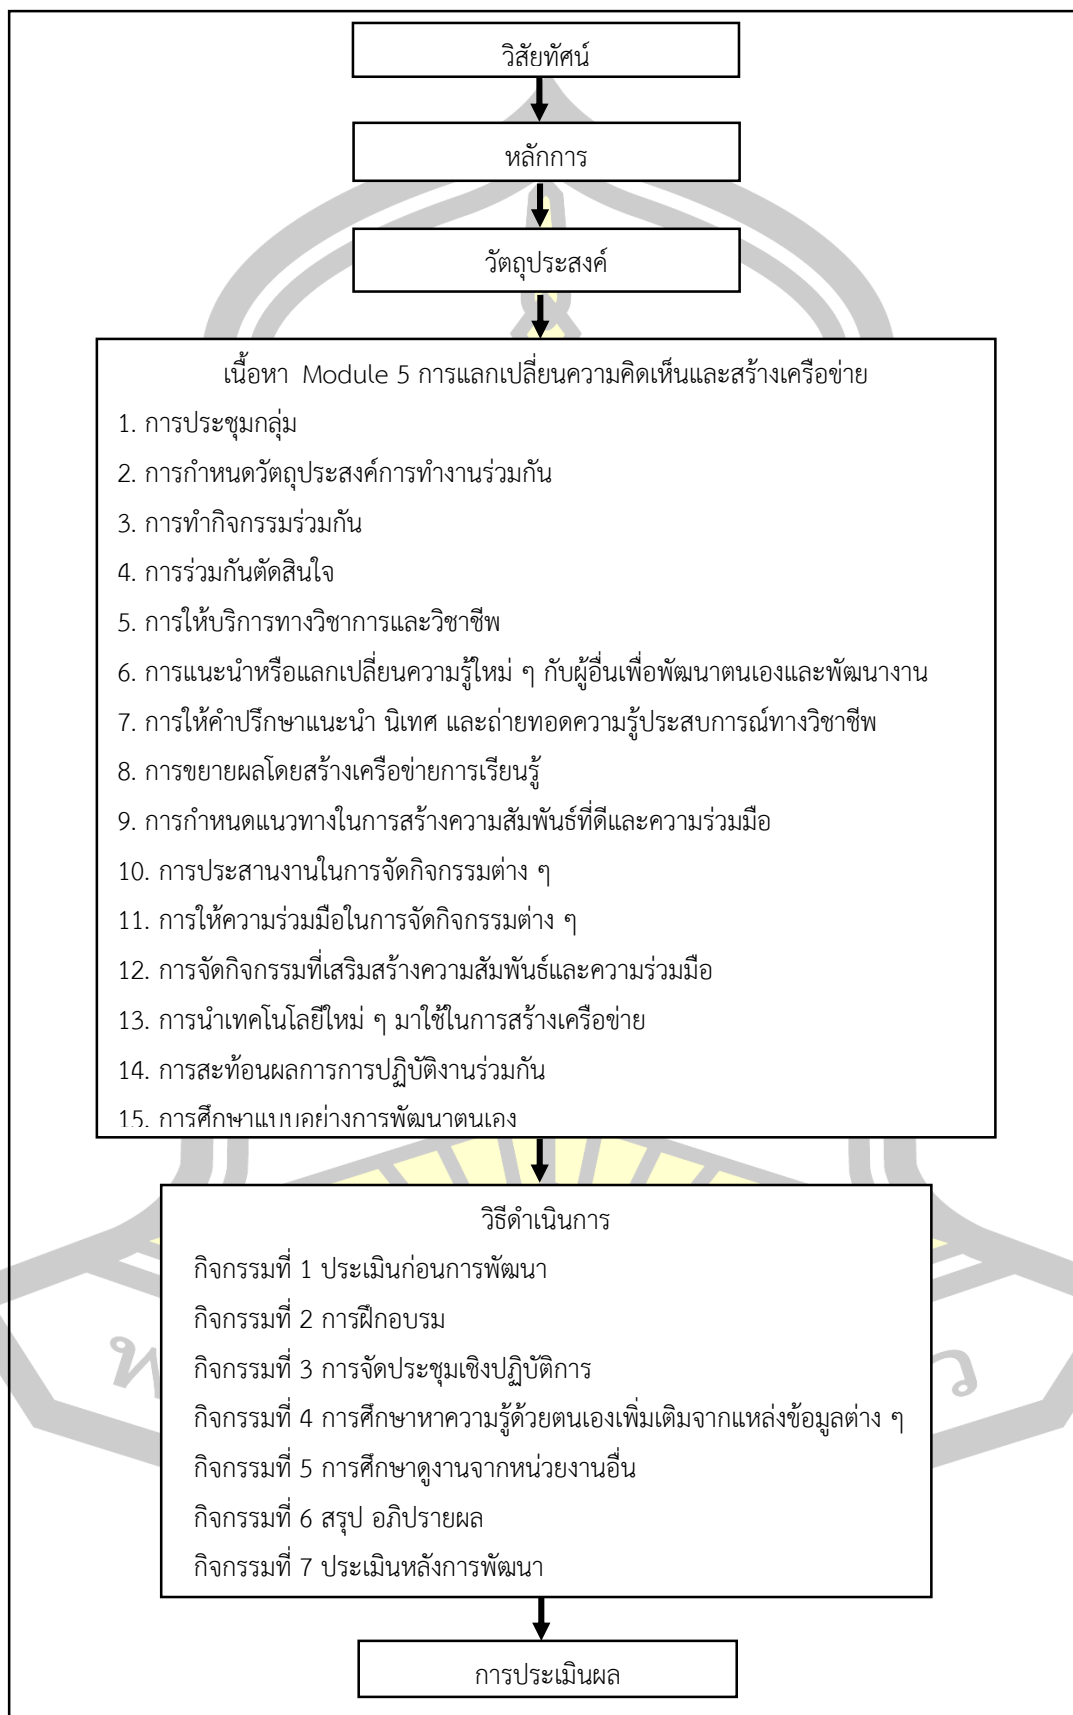 วิสัยทัศน์
หลักการ
วัตถุประสงค์
เนื้อหา Module 5 การแลกเปลี่ยนความคิดเห็นและสร้างเครือข่าย
1. การประชุมกลุ่ม
2. การกำหนดวัตถุประสงค์การทำงานร่วมกัน
3. การทำกิจกรรมร่วมกัน
4. การร่วมกันตัดสินใจ
5. การให้บริการทางวิชาการและวิชาชีพ
6. การแนะนำหรือแลกเปลี่ยนความรู้ใหม่ ๆ กับผู้อื่นเพื่อพัฒนาตนเองและพัฒนางาน
7. การให้คำปรึกษาแนะนำ นิเทศ และถ่ายทอดความรู้ประสบการณ์ทางวิชาชีพ
8. การขยายผลโดยสร้างเครือข่ายการเรียนรู้
9. การกำหนดแนวทางในการสร้างความสัมพันธ์ที่ดีและความร่วมมือ
10. การประสานงานในการจัดกิจกรรมต่าง ๆ
11. การให้ความร่วมมือในการจัดกิจกรรมต่าง ๆ
12. การจัดกิจกรรมที่เสริมสร้างความสัมพันธ์และความร่วมมือ
13. การนำเทคโนโลยีใหม่ ๆ มาใช้ในการสร้างเครือข่าย
14. การสะท้อนผลการการปฏิบัติงานร่วมกัน
15. การศึกษาแบบอย่างการพัฒนาตนเอง
วิธีดำเนินการ
กิจกรรมที่ 1 ประเมินก่อนการพัฒนา
กิจกรรมที่ 2 การฝึกอบรม
กิจกรรมที่ 3 การจัดประชุมเชิงปฏิบัติการ
กิจกรรมที่ 4 การศึกษาหาความรู้ด้วยตนเองเพิ่มเติมจากแหล่งข้อมูลต่าง ๆ
กิจกรรมที่ 5 การศึกษาดูงานจากหน่วยงานอื่น
กิจกรรมที่ 6 สรุป อภิปรายผล
กิจกรรมที่ 7 ประเมินหลังการพัฒนา
การประเมินผล